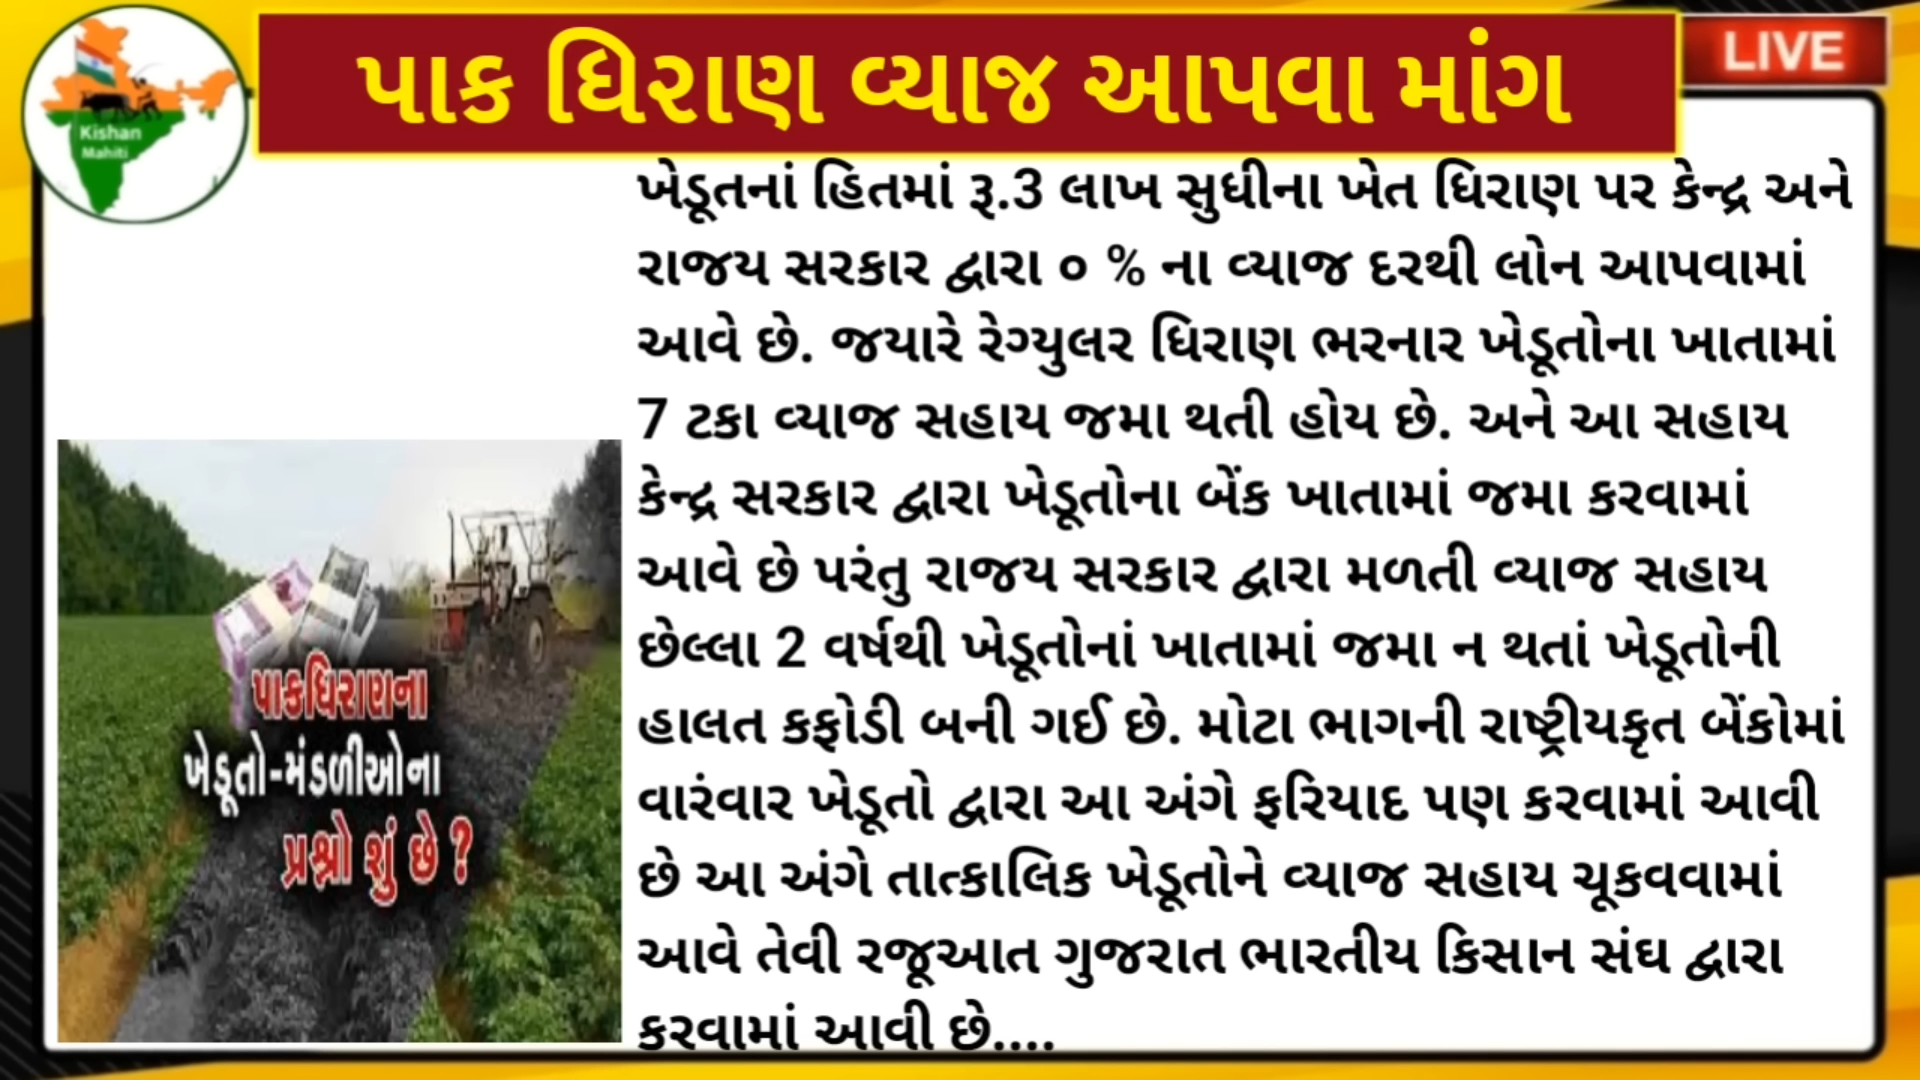 Kishan
Mahiti
પાક ધિરાણ વ્યાજ આપવા માંગ
LIVE
ખેડૂતનાં હિતમાં રૂ.3 લાખ સુધીના ખેત ધિરાણ પર કેન્દ્ર અને
રાજ્ય સરકાર દ્વારા ૦ % ના વ્યાજ દરથી લોન આપવામાં
આવે છે. જયારે રેગ્યુલર ધિરાણ ભરનાર ખેડૂતોના ખાતામાં
7 ટકા વ્યાજ સહાય જમા થતી હોય છે. અને આ સહાય
કેન્દ્ર સરકાર દ્વારા ખેડૂતોના બેંક ખાતામાં જમા કરવામાં
આવે છે પરંતુ રાજય સરકાર દ્વારા મળતી વ્યાજ સહાય
છેલ્લા 2 વર્ષથી ખેડૂતોનાં ખાતામાં જમા ન થતાં ખેડૂતોની
હાલત કફોડી બની ગઈ છે. મોટા ભાગની રાષ્ટ્રીયકૃત બેંકોમાં
વારંવાર ખેડૂતો દ્વારા આ અંગે ફરિયાદ પણ કરવામાં આવી
છે આ અંગે તાત્કાલિક ખેડૂતોને વ્યાજ સહાય ચૂકવવામાં
આવે તેવી રજૂઆત ગુજરાત ભારતીય કિસાન સંઘ દ્વારા
કરવામાં આવી છે....
પાકધિરાણના
ખેડૂતો-મંડળીઓના
પ્રશ્નો શું છે ?